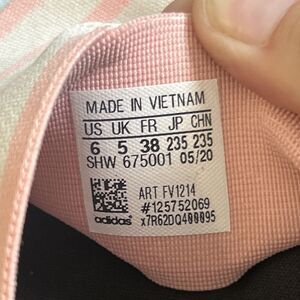 MADE IN VIETNAM
US UK FR JP CHN
6 5 38 235 235
SHW 675001 05/20
ART FV1214
#125752069
adidas x7R62DQ400095